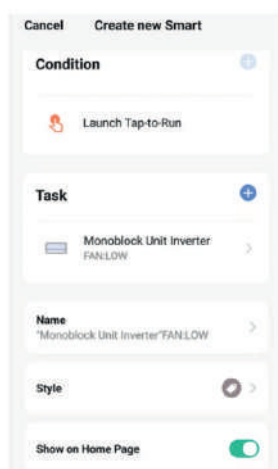 Cancel Create new Smart
Condition
Launch Tap-to-Run
Task
Monoblock Unit Inverter
FAN:LOW
Name
"Monoblock Unit Inverter"FAN:LOW
Style
Show on Home Page